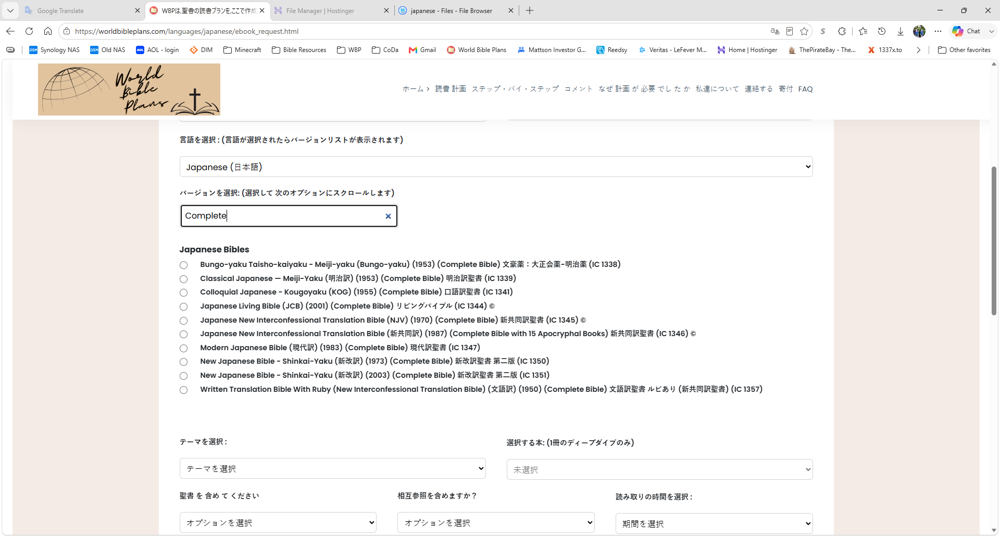 Google Translate
WBPは,聖書の読書プランを,ここで作成
File Manager | Hostinger
japanese - Files - File Browser
https://worldbibleplans.com/languages/japanese/ebook_request.html
Chat
Synology NAS
Old NAS
AOL - login
DIM
Minecraft
Bible Resources
WBP
CoDa
Gmail
World Bible Plans
Mattson Investor G...
Reedsy
Veritas - LeFever M...
Home | Hostinger
ThePirateBay - The...
1337x.to
Other favorites
World
Bible
Plans
ホーム > 読書 計画 ステップ・バイ・ステップ コメント なぜ 計画 が 必要 でし た か 私達について 連絡する 寄付 FAQ
言語を選択 : (言語が選択されたらバージョンリストが表示されます)
Japanese (日本語)
バージョンを選択: (選択して 次のオプションにスクロールします)
Complete
Japanese Bibles
Bungo-yaku Taisho-kaiyaku - Meiji-yaku (Bungo-yaku) (1953) (Complete Bible) 文豪薬：大正会薬-明治薬 (IC 1338)
Classical Japanese — Meiji-Yaku (明治訳) (1953) (Complete Bible) 明治訳聖書 (IC 1339)
Colloquial Japanese - Kougoyaku (KOG) (1955) (Complete Bible) 口語訳聖書 (IC 1341)
Japanese Living Bible (JCB) (2001) (Complete Bible) リビングバイブル (IC 1344) ©
Japanese New Interconfessional Translation Bible (NJV) (1970) (Complete Bible) 新共同訳聖書 (IC 1345) ©
Japanese New Interconfessional Translation Bible (新共同訳) (1987) (Complete Bible with 15 Apocryphal Books) 新共同訳聖書 (IC 1346) ©
Modern Japanese Bible (現代訳) (1983) (Complete Bible) 現代訳聖書 (IC 1347)
New Japanese Bible - Shinkai-Yaku (新改訳) (1973) (Complete Bible) 新改訳聖書 第二版 (IC 1350)
New Japanese Bible - Shinkai-Yaku (新改訳) (2003) (Complete Bible) 新改訳聖書 第二版 (IC 1351)
Written Translation Bible With Ruby (New Interconfessional Translation Bible) (文語訳) (1950) (Complete Bible) 文語訳聖書 ルビあり (新共同訳聖書) (IC 1357)
テーマを選択 :
選択する本: (1冊のディープダイブのみ)
テーマを選択
未選択
聖書 を 含め て ください
相互参照を含めますか？
読み取りの時間を選択 :
オプションを選択
オプションを選択
期間を選択